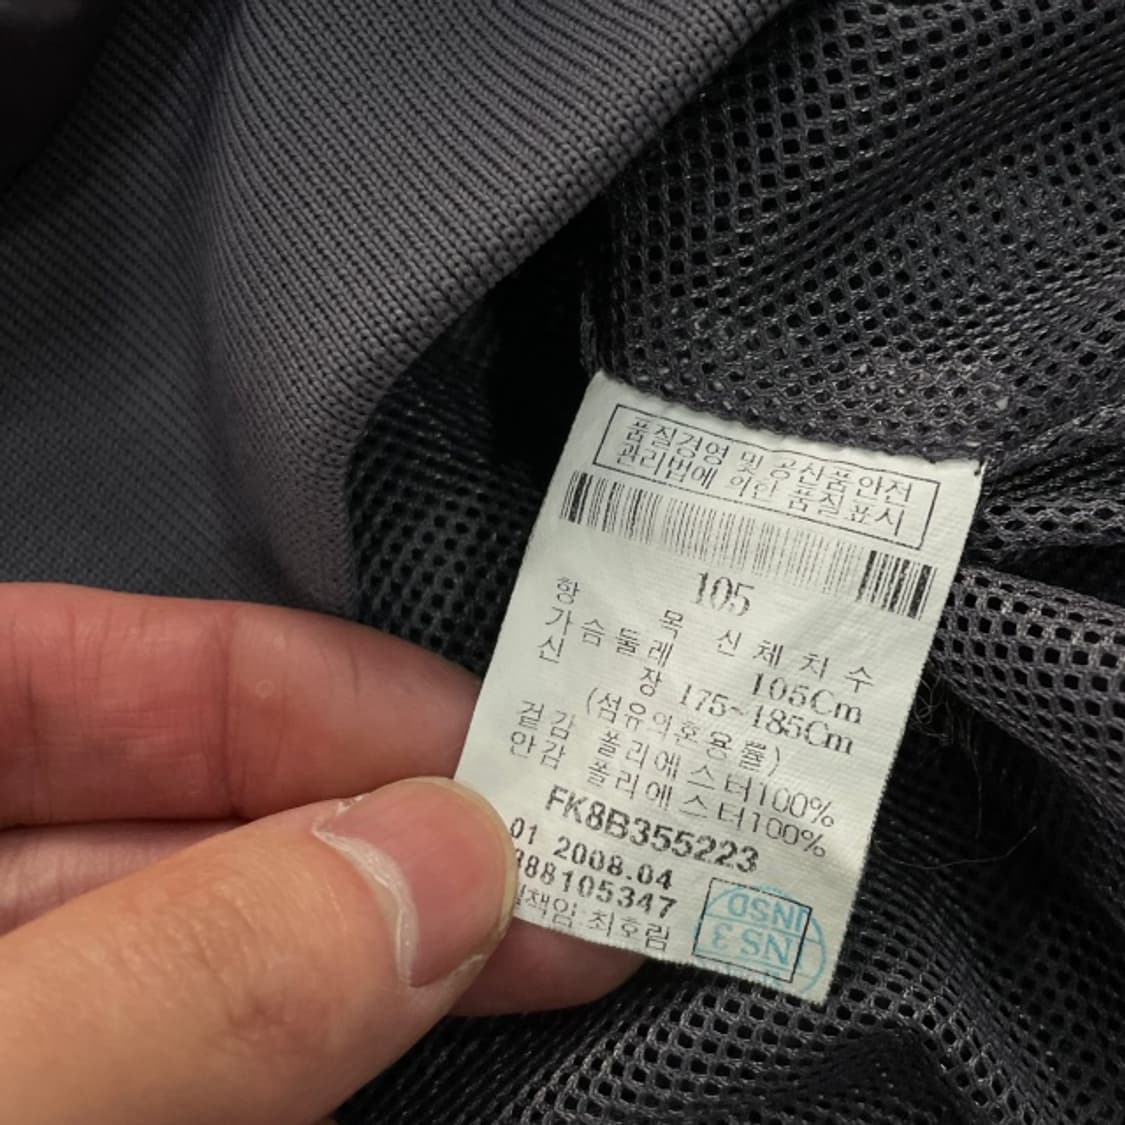 품질경영 및 공산품안전
관리법에 의한 품질표시
105
항 목 신 체 치 수
가 슴 둘 레 105Cm
신 장 175~185Cm
(섬유의혼용률)
겉감 폴리에스터100%
안감 폴리에스터100%
FK8B355223
01 2008.04
888105347
책임:최호림
INSD
NS 3